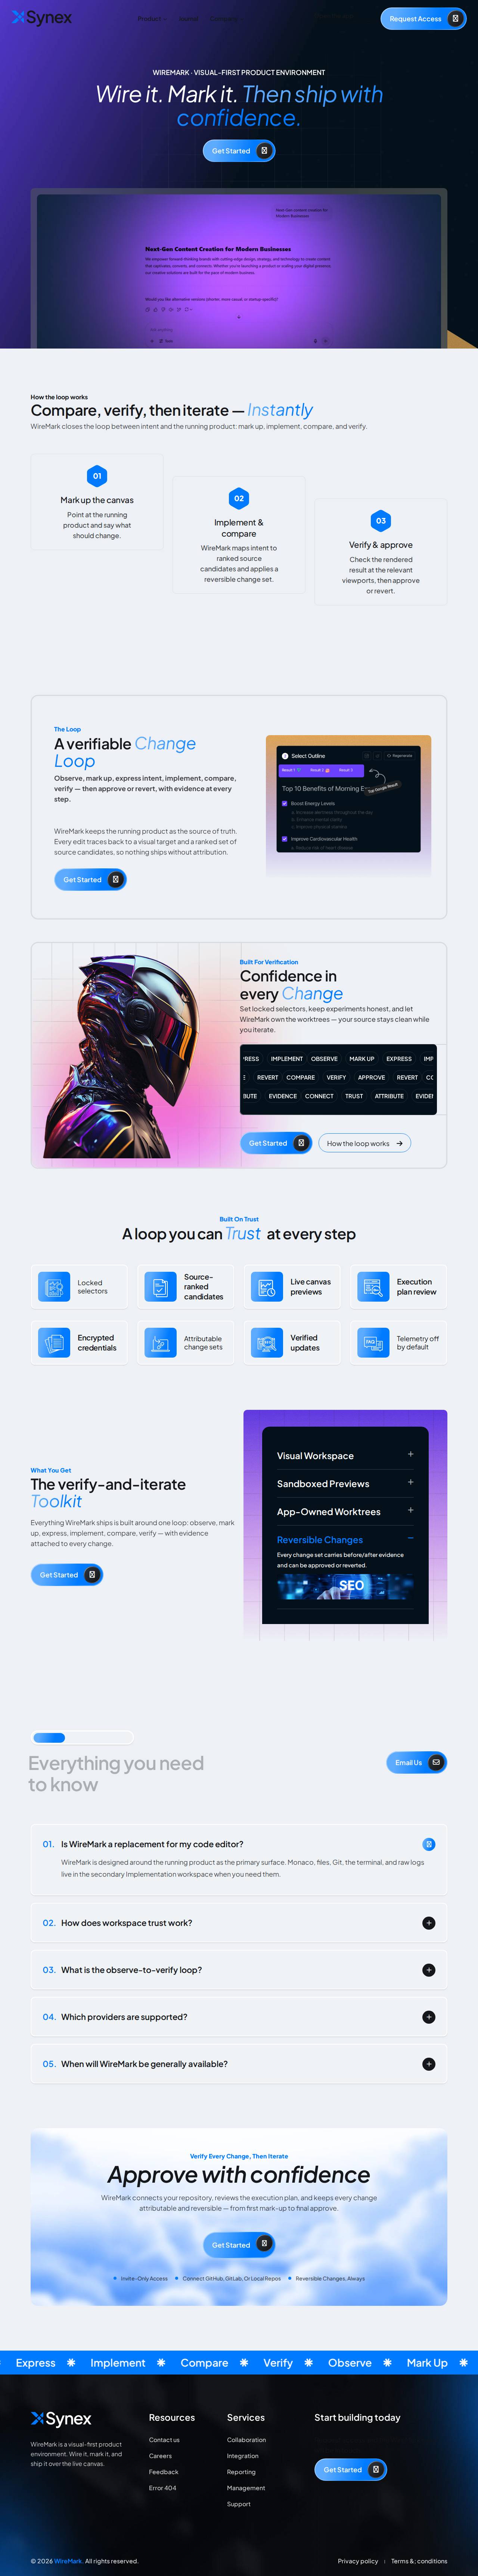 Synex
Product
Request Access
WIREMARK · VISUAL-FIRST PRODUCT ENVIRONMENT
Wire it. Mark it. Then ship with
confidence.
Get Started
Next-Gen Content Creation for Modern Businesses
How the loop works
Compare, verify, then iterate — Instantly
WireMark closes the loop between intent and the running product: mark up, implement, compare, and verify.
01
Mark up the canvas
Point at the running
product and say what
should change.
02
Implement &
compare
WireMark maps intent to
ranked source
candidates and applies a
reversible change set.
03
Verify & approve
Check the rendered
result at the relevant
viewports, then approve
or revert.
The Loop
A verifiable Change
Loop
Observe, mark up, express intent, implement, compare,
verify — then approve or revert, with evidence at every
step.
WireMark keeps the running product as the source of truth.
Every edit traces back to a visual target and a ranked set of
source candidates, so nothing ships without attribution.
Get Started
Select Outline
Regenerate
Result 1
Result 2
Result 3
Top 10 Benefits of Morning E
Top Google Result
Boost Energy Levels
Improve Cardiovascular Health
Built For Verification
Confidence in
every Change
Set locked selectors, keep experiments honest, and let
WireMark own the worktrees — your source stays clean while
you iterate.
PRESS IMPLEMENT OBSERVE MARK UP EXPRESS IMP
E REVERT COMPARE VERIFY APPROVE REVERT CO
BUTE EVIDENCE CONNECT TRUST ATTRIBUTE EVIDEN
Get Started
How the loop works
Built On Trust
A loop you can Trust at every step
Locked
selectors
Source-
ranked
candidates
Live canvas
previews
Execution
plan review
Encrypted
credentials
Attributable
change sets
Verified
updates
FAQ
Telemetry off
by default
What You Get
The verify-and-iterate
Toolkit
Everything WireMark ships is built around one loop: observe, mark
up, express, implement, compare, verify — with evidence
attached to every change.
Get Started
Visual Workspace
Sandboxed Previews
App-Owned Worktrees
Reversible Changes
Every change set carries before/after evidence
and can be approved or reverted.
SEO
Everything you need
to know
Email Us
01. Is WireMark a replacement for my code editor?
WireMark is designed around the running product as the primary surface. Monaco, files, Git, the terminal, and raw logs
live in the secondary Implementation workspace when you need them.
02. How does workspace trust work?
03. What is the observe-to-verify loop?
04. Which providers are supported?
05. When will WireMark be generally available?
Verify Every Change, Then Iterate
Approve with confidence
WireMark connects your repository, reviews the execution plan, and keeps every change
attributable and reversible — from first mark-up to final approve.
Get Started
Invite-Only Access
Connect GitHub, GitLab, Or Local Repos
Reversible Changes, Always
Express Implement Compare Verify Observe Mark Up
Synex
WireMark is a visual-first product
environment. Wire it, mark it, and
ship it over the live canvas.
Resources
Contact us
Careers
Feedback
Error 404
Services
Collaboration
Integration
Reporting
Management
Support
Start building today
Get Started
© 2026 WireMark. All rights reserved.
Privacy policy
Terms &; conditions